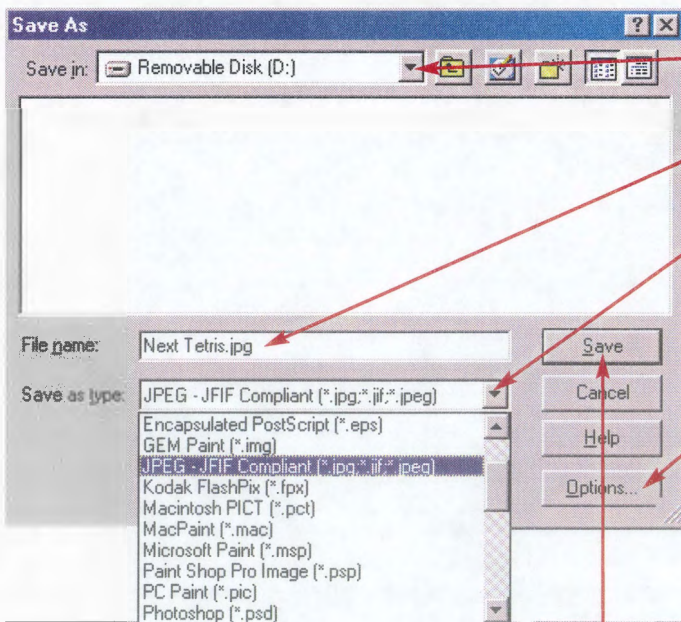 Save As
Save in: Removable Disk (D:)
File name: Next Tetris.jpg Save
Save as type: JPEG - JFIF Compliant (*.jpg;*.jif;*.jpeg) Cancel
Encapsulated PostScript (*.eps)
GEM Paint (*.img) Help
JPEG - JFIF Compliant (*.jpg;*.jif;*.jpeg)
Kodak FlashPix (*.fpx) Options...
Macintosh PICT (*.pct)
MacPaint (*.mac)
Microsoft Paint (*.msp)
Paint Shop Pro Image (*.psp)
PC Paint (*.pic)
Photoshop (*.psd)